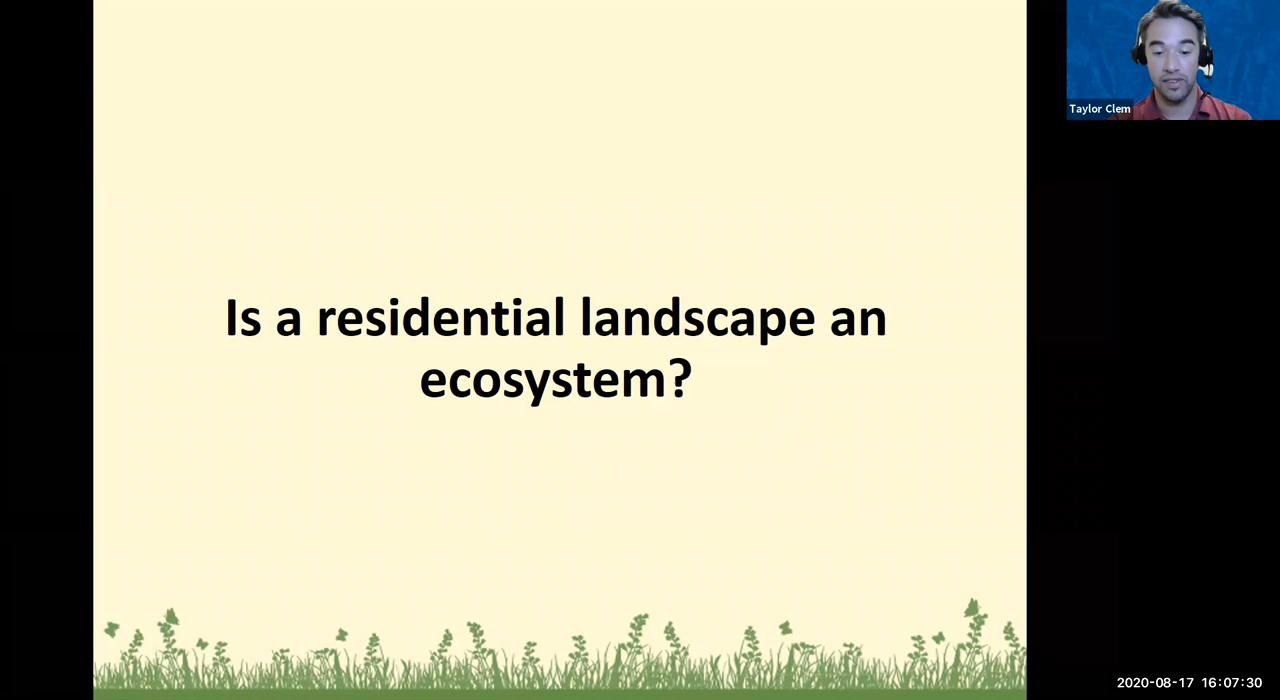 Taylor Clem
Is a residential landscape an
ecosystem?
2020-08-17 16:07:30